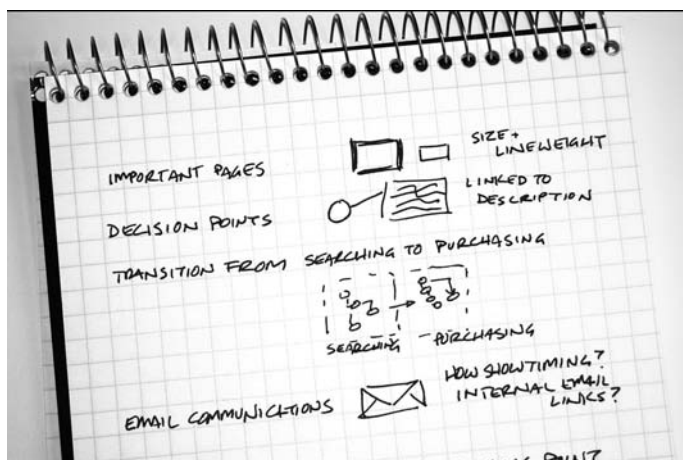 IMPORTANT PAGES
SIZE +
LINEWEIGHT
DECISION POINTS
LINKED TO
DESCRIPTION
TRANSITION FROM SEARCHING TO PURCHASING
SEARCHING - PURCHASING
EMAIL COMMUNICATIONS
HOW SHOW TIMING?
INTERNAL EMAIL
LINKS?
POINT